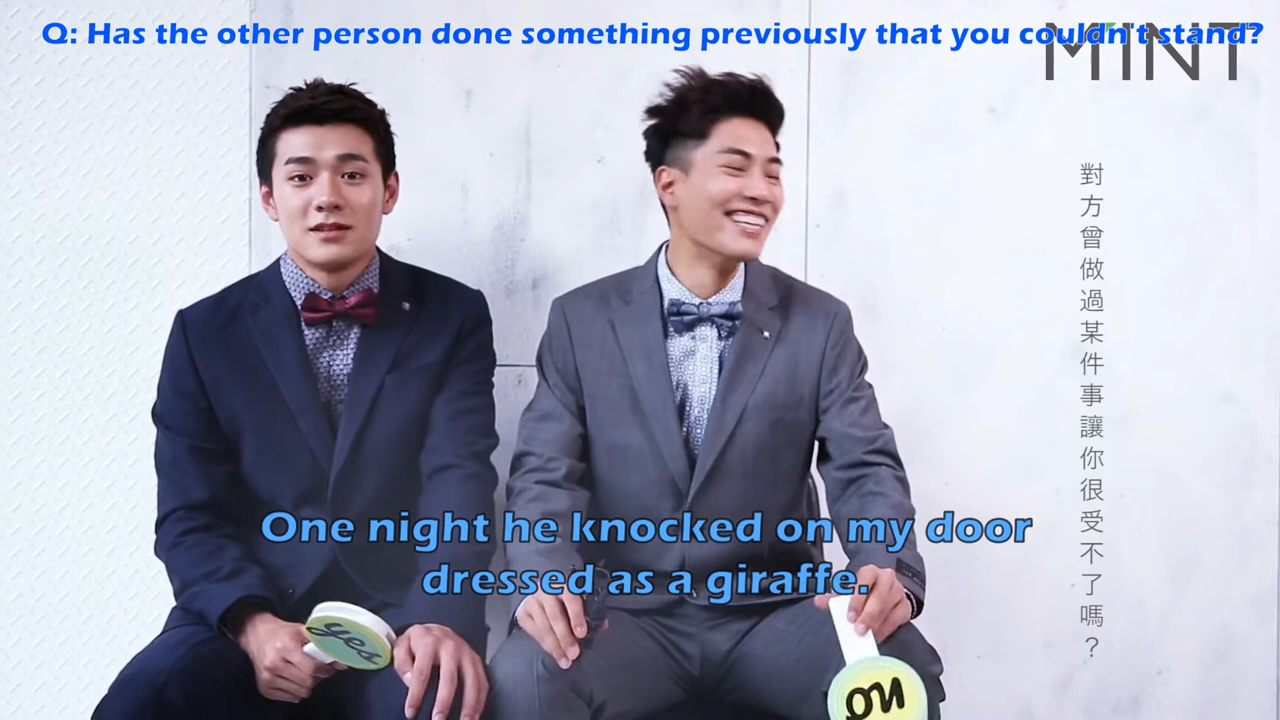 Q: Has the other person done something previously that you couldn't stand?
MINT
對方曾做過某件事讓你很受不了嗎？
One night he knocked on my door
dressed as a giraffe.
yes
no